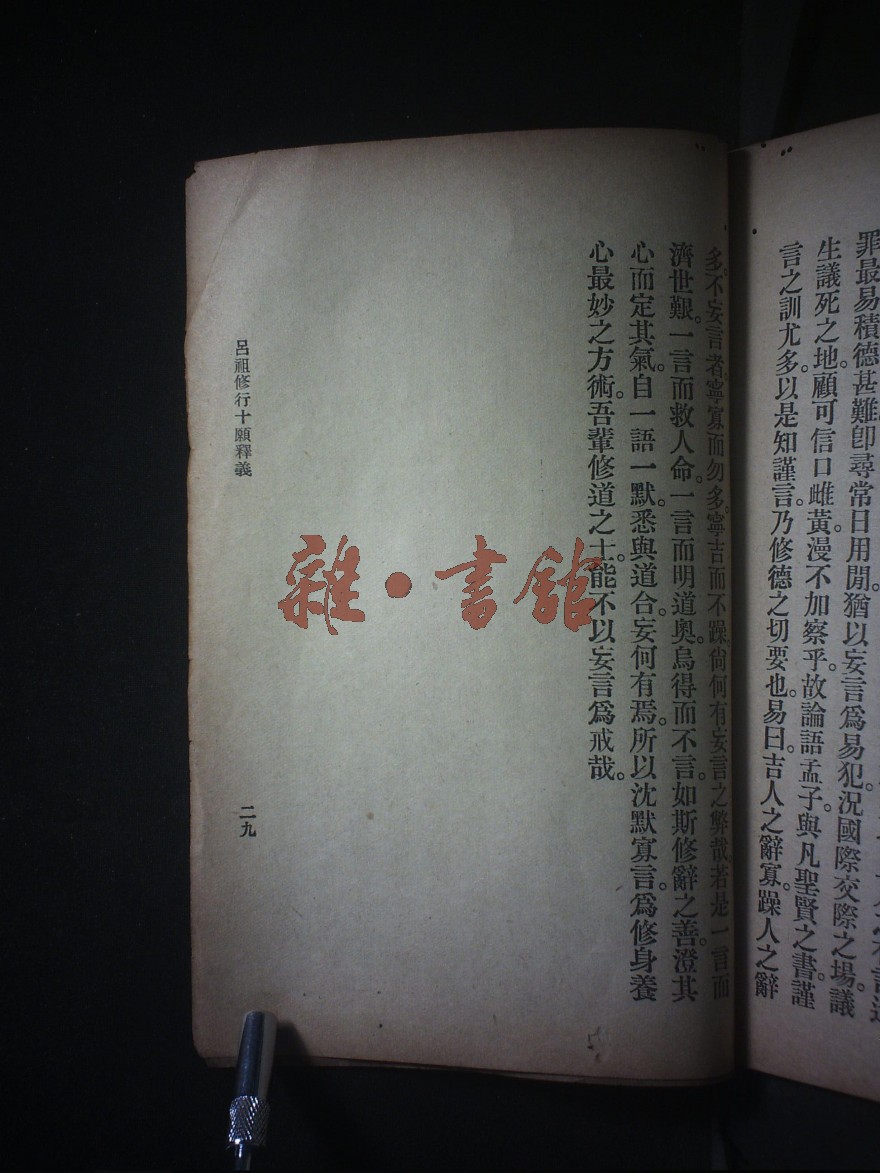 罪最易積德甚難卽尋常日用閒猶以妄言爲易犯況國際交際之場。議
生議死之地。顧可信口雌黃。漫不加察乎。故論語孟子。與凡聖賢之書。謹
言之訓尤多。以是知謹言。乃修德之切要也。易曰吉人之辭寡。躁人之辭
多。不妄言者。寧寡而勿多。寧吉而不躁。尙何有妄言之弊哉。若是一言而
濟世艱。一言而救人命。一言而明道奧。烏得而不言。如斯修辭之善。澄其
心而定其氣。自一語一默。悉與道合。妄何有焉。所以沈默寡言。爲修身養
心最妙之方術。吾輩修道之士。能不以妄言爲戒哉。
呂祖修行十願釋義
二九
雜·書館